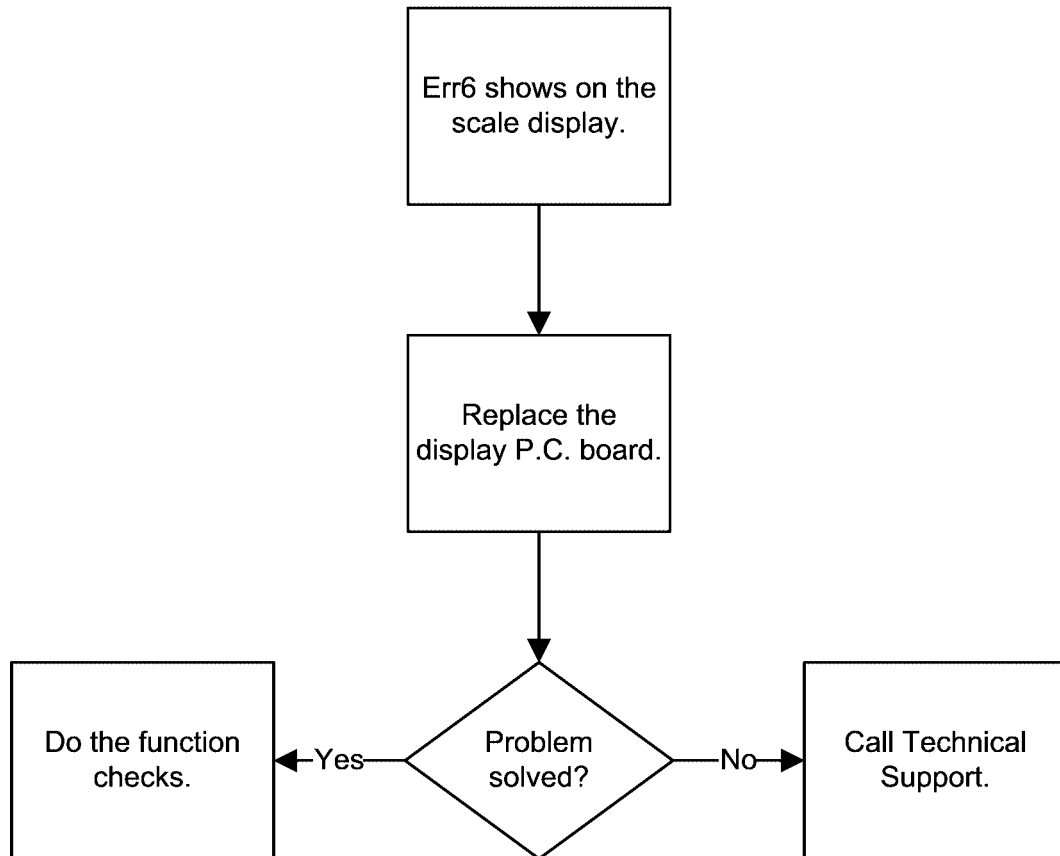 Err6 shows on the
scale display.
Replace the
display P.C. board.
Problem
solved?
Yes
Do the function
checks.
No
Call Technical
Support.